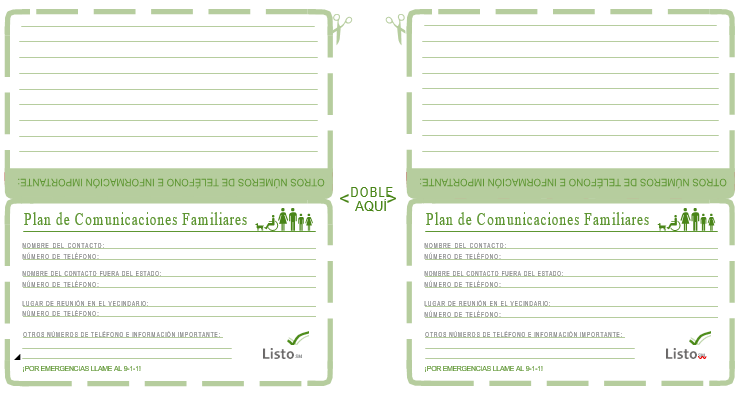 OTROS NÚMEROS DE TELÉFONO E INFORMACIÓN IMPORTANTE:
Plan de Comunicaciones Familiares
NOMBRE DEL CONTACTO:
NÚMERO DE TELÉFONO:
NOMBRE DEL CONTACTO FUERA DEL ESTADO:
NÚMERO DE TELÉFONO:
LUGAR DE REUNIÓN EN EL VECINDARIO:
NÚMERO DE TELÉFONO:
OTROS NÚMEROS DE TELÉFONO E INFORMACIÓN IMPORTANTE:
Listo SM
¡POR EMERGENCIAS LLAME AL 9-1-1!
<DOBLE
AQUÍ>
OTROS NÚMEROS DE TELÉFONO E INFORMACIÓN IMPORTANTE:
Plan de Comunicaciones Familiares
NOMBRE DEL CONTACTO:
NÚMERO DE TELÉFONO:
NOMBRE DEL CONTACTO FUERA DEL ESTADO:
NÚMERO DE TELÉFONO:
LUGAR DE REUNIÓN EN EL VECINDARIO:
NÚMERO DE TELÉFONO:
OTROS NÚMEROS DE TELÉFONO E INFORMACIÓN IMPORTANTE:
Listo SM
¡POR EMERGENCIAS LLAME AL 9-1-1!